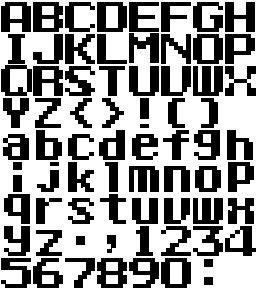 ABCDEFGH
IJKLMNOP
QRSTUVWX
YZ<>!()
abcdefgh
ijklmnop
qrstuvwx
yz.,1234
567890: